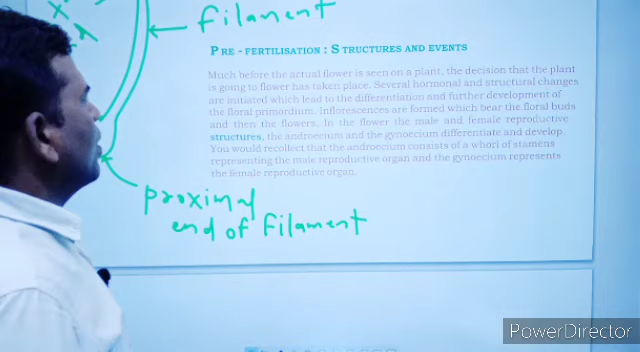 filament
PRE - FERTILISATION : STRUCTURES AND EVENTS
Much before the actual flower is seen on a plant, the decision that the plant
is going to flower has taken place. Several hormonal and structural changes
are initiated which lead to the differentiation and further development of
the floral primordium. Inflorescences are formed which bear the floral buds
and then the flowers. In the flower the male and female reproductive
structures, the androecium and the gynoecium differentiate and develop.
You would recollect that the androecium consists of a whorl of stamens
representing the male reproductive organ and the gynoecium represents
the female reproductive organ.
proximal
end of filament
PowerDirector